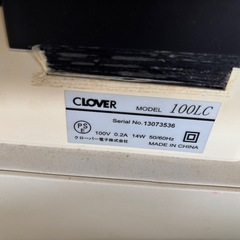 CLOVER MODEL 100LC
Serial No.13073536
PS E
100V 0.2A 14W 50/60Hz
クローバー電子株式会社
MADE IN CHINA